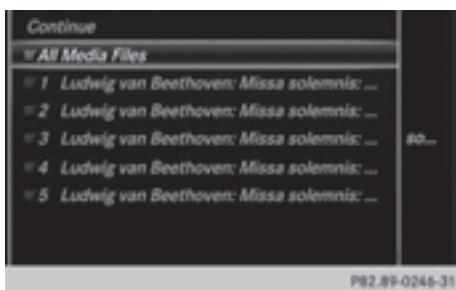 Continue
All Media Files
1 Ludwig van Beethoven: Missa solemnis: ...
2 Ludwig van Beethoven: Missa solemnis: ...
3 Ludwig van Beethoven: Missa solemnis: ...
so...
4 Ludwig van Beethoven: Missa solemnis: ...
5 Ludwig van Beethoven: Missa solemnis: ...
P82.89-0246-31